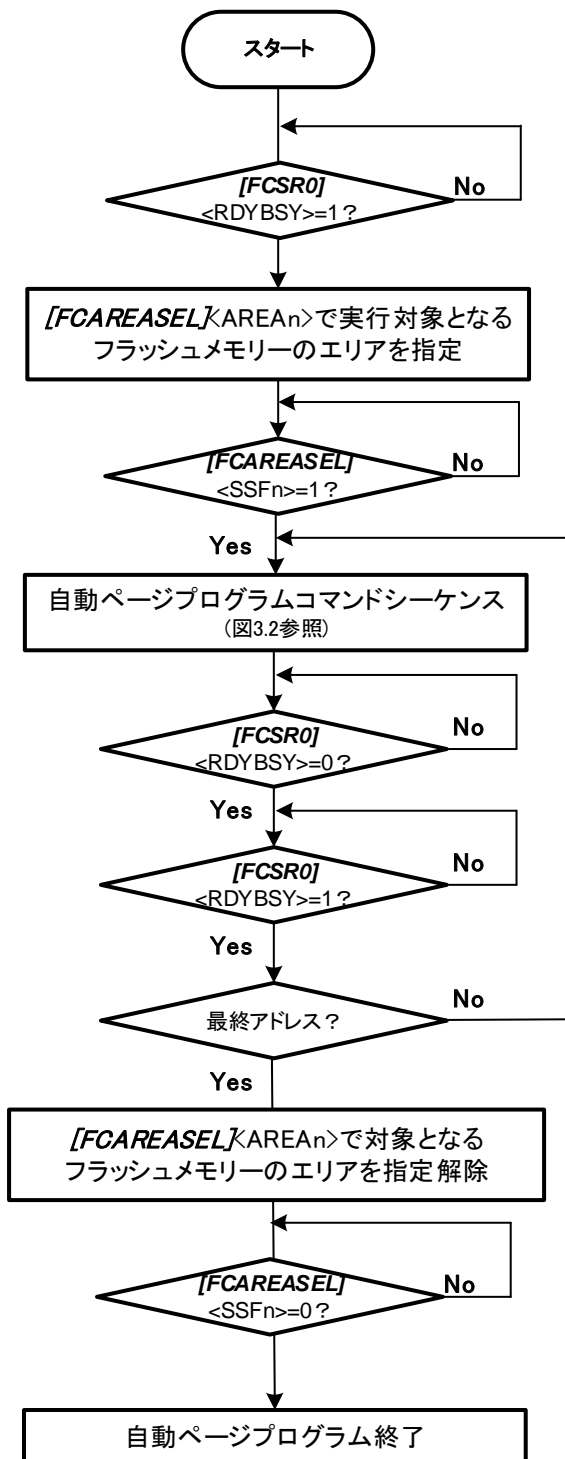 スタート
[FCSR0]
<RDYBSY>=1?
No
[FCAREASEL]<AREAn>で実行対象となる
フラッシュメモリーのエリアを指定
[FCAREASEL]
<SSFn>=1?
No
Yes
自動ページプログラムコマンドシーケンス
(図3.2参照)
[FCSR0]
<RDYBSY>=0?
No
Yes
[FCSR0]
<RDYBSY>=1?
No
Yes
最終アドレス?
No
Yes
[FCAREASEL]<AREAn>で対象となる
フラッシュメモリーのエリアを指定解除
[FCAREASEL]
<SSFn>=0?
No
自動ページプログラム終了